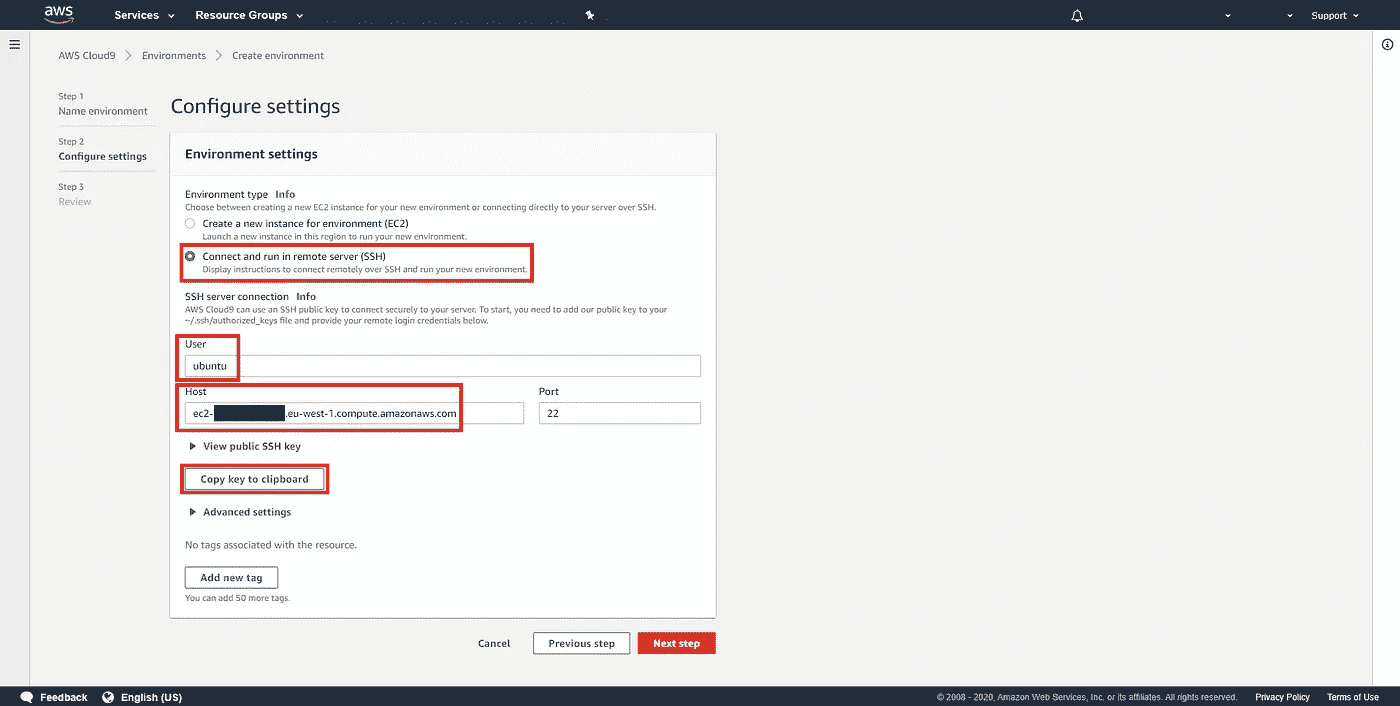 aws
Services
Resource Groups
Support
AWS Cloud9 > Environments > Create environment
Step 1
Name environment
Step 2
Configure settings
Step 3
Review
Configure settings
Environment settings
Environment type Info
Choose between creating a new EC2 instance for your new environment or connecting directly to your server over SSH.
Create a new instance for environment (EC2)
Launch a new instance in this region to run your new environment.
Connect and run in remote server (SSH)
Display instructions to connect remotely over SSH and run your new environment.
SSH server connection Info
AWS Cloud9 can use an SSH public key to connect securely to your server. To start, you need to add our public key to your
~/.ssh/authorized_keys file and provide your remote login credentials below.
User
ubuntu
Host
Port
ec2- .eu-west-1.compute.amazonaws.com
22
View public SSH key
Copy key to clipboard
Advanced settings
No tags associated with the resource.
Add new tag
You can add 50 more tags.
Cancel
Previous step
Next step
Feedback
English (US)
© 2008 - 2020, Amazon Web Services, Inc. or its affiliates. All rights reserved.
Privacy Policy
Terms of Use